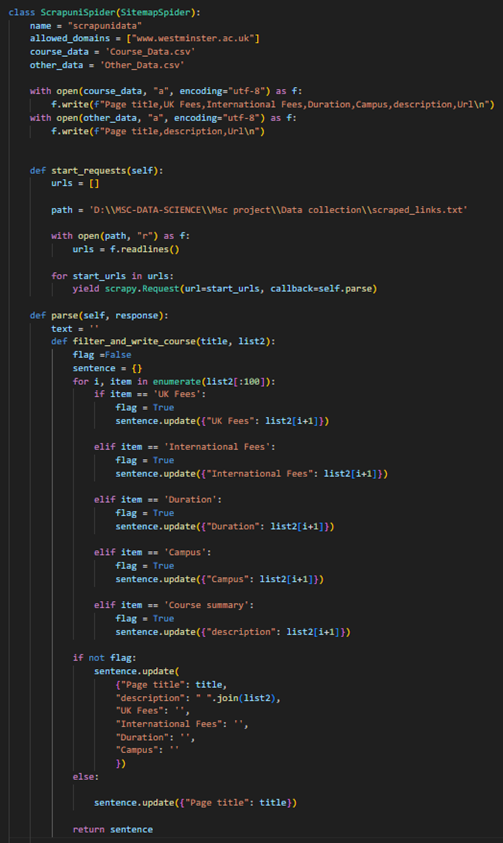 class ScrapuniSpider(SitemapSpider):
    name = "scrapunidata"
    allowed_domains = ["www.westminster.ac.uk"]
    course_data = 'Course_Data.csv'
    other_data = 'Other_Data.csv'

    with open(course_data, "a", encoding="utf-8") as f:
        f.write(f"Page title,UK Fees,International Fees,Duration,Campus,description,Url\n")
    with open(other_data, "a", encoding="utf-8") as f:
        f.write(f"Page title,description,Url\n")


    def start_requests(self):
        urls = []

        path = 'D:\\MSC-DATA-SCIENCE\\Msc project\\Data collection\\scraped_links.txt'

        with open(path, "r") as f:
            urls = f.readlines()

        for start_urls in urls:
            yield scrapy.Request(url=start_urls, callback=self.parse)

    def parse(self, response):
        text = ''
        def filter_and_write_course(title, list2):
            flag =False
            sentence = {}
            for i, item in enumerate(list2[:100]):
                if item == 'UK Fees':
                    flag = True
                    sentence.update({"UK Fees": list2[i+1]})

                elif item == 'International Fees':
                    flag = True
                    sentence.update({"International Fees": list2[i+1]})

                elif item == 'Duration':
                    flag = True
                    sentence.update({"Duration": list2[i+1]})

                elif item == 'Campus':
                    flag = True
                    sentence.update({"Campus": list2[i+1]})

                elif item == 'Course summary':
                    flag = True
                    sentence.update({"description": list2[i+1]})

            if not flag:
                sentence.update(
                    {"Page title": title,
                    "description": " ".join(list2),
                    "UK Fees": '',
                    "International Fees": '',
                    "Duration": '',
                    "Campus": ''
                    })
            else:

                sentence.update({"Page title": title})

            return sentence